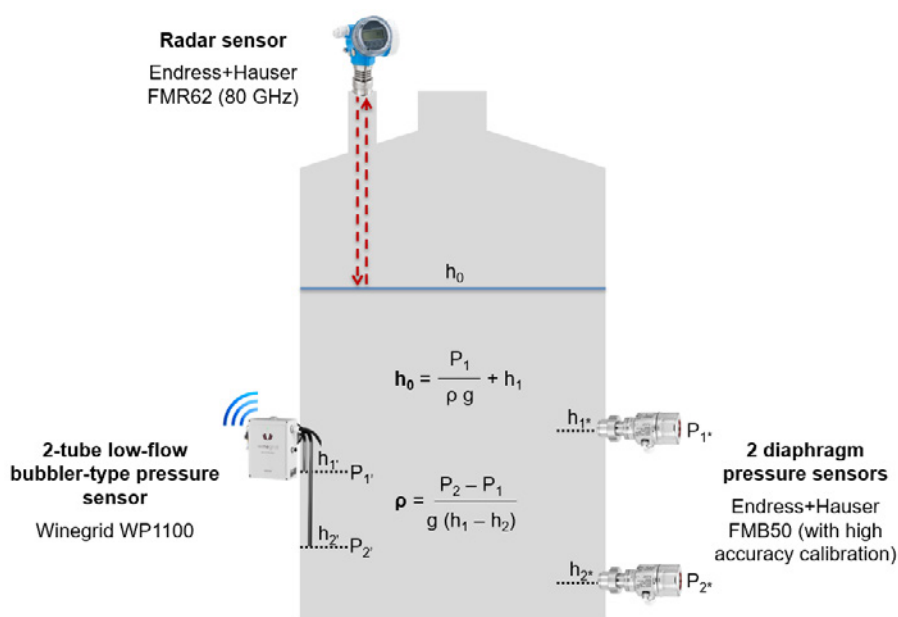 Radar sensor
Endress+Hauser
FMR62 (80 GHz)
h0
h0 = P1 / ρ g + h1
h1* P1*
2-tube low-flow
bubbler-type pressure
sensor
Winegrid WP1100
h1' P1'
h2' P2'
ρ = P2 – P1 / g (h1 – h2)
2 diaphragm
pressure sensors
Endress+Hauser
FMB50 (with high
accuracy calibration)
h2* P2*